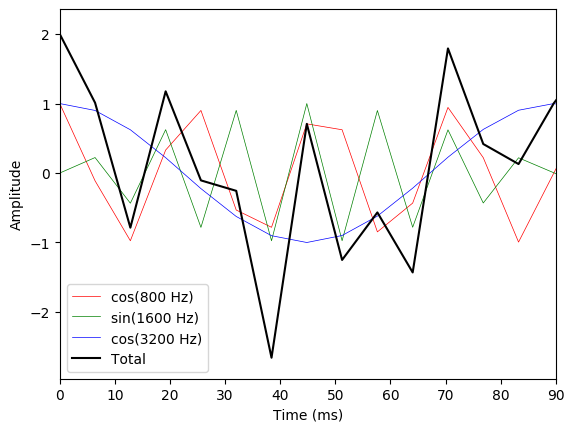 2
1
0
−1
−2
Amplitude
cos(800 Hz)
sin(1600 Hz)
cos(3200 Hz)
Total
0 10 20 30 40 50 60 70 80 90
Time (ms)